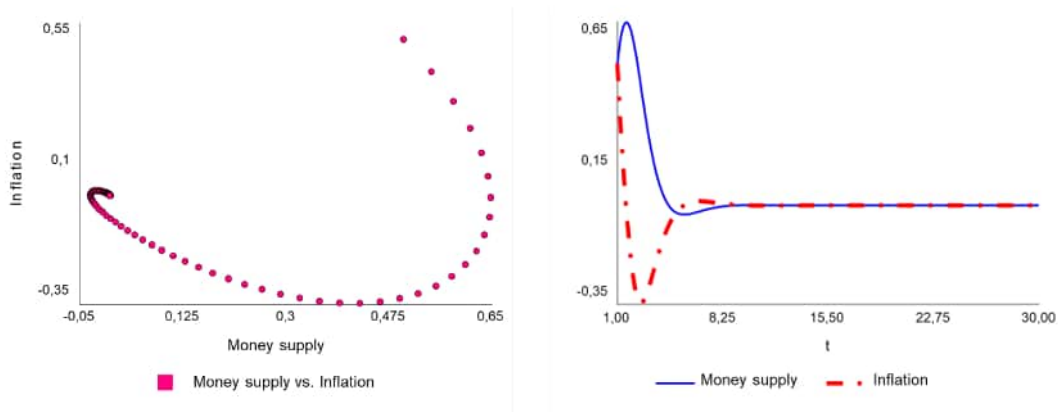 0,55
0,1
-0,35
Inflation
-0,05 0,125 0,3 0,475 0,65
Money supply
Money supply vs. Inflation
0,65
0,15
-0,35
1,00 8,25 15,50 22,75 30,00
t
Money supply Inflation